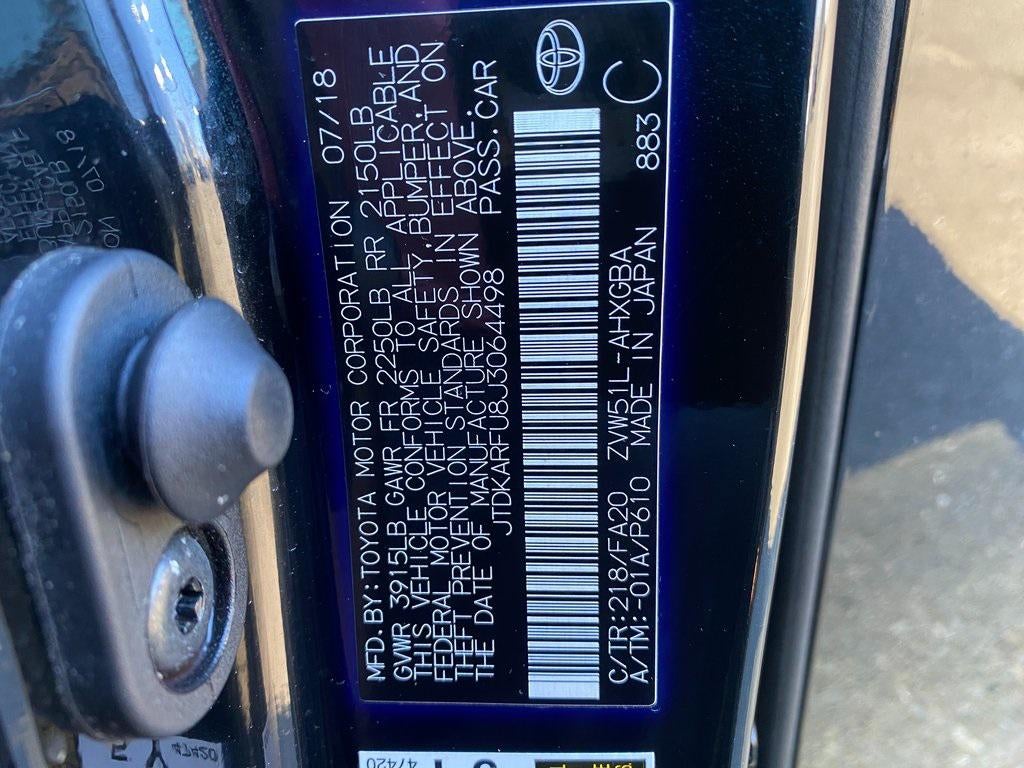 MFD.BY:TOYOTA MOTOR CORPORATION 07/18
GVWR 3915LB GAWR FR 2250LB RR 2150LB
THIS VEHICLE CONFORMS TO ALL APPLICABLE
FEDERAL MOTOR VEHICLE SAFETY,BUMPER,AND
THEFT PREVENTION STANDARDS IN EFFECT ON
THE DATE OF MANUFACTURE SHOWN ABOVE.
JTDKARFU8J3064498 PASS.CAR
C/TR:218/FA20 ZVW51L-AHXGBA
A/TM:-01A/P610 MADE IN JAPAN 883 C
47420